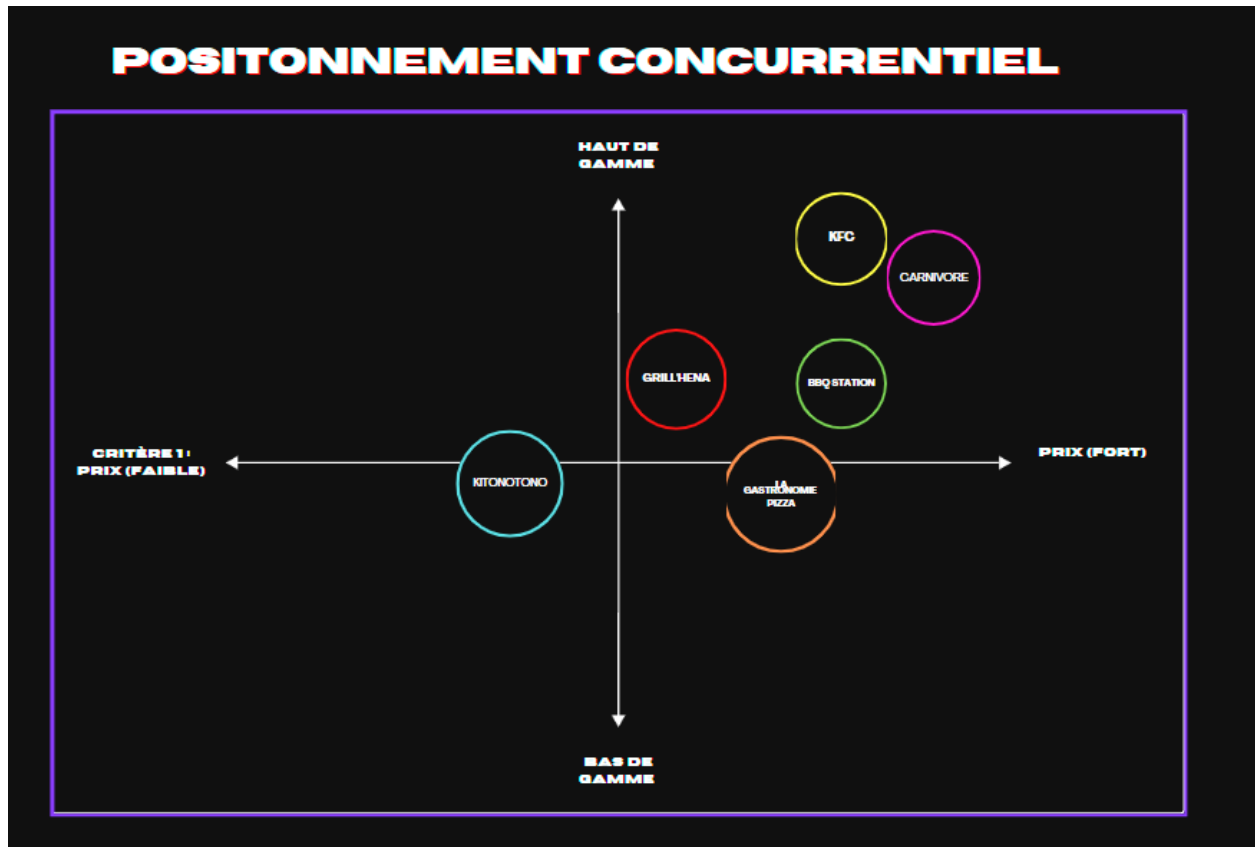 POSITONNEMENT CONCURRENTIEL
HAUT DE
GAMME
KFC
CARNIVORE
GRILL'HENA
BBQ STATION
CRITÈRE 1 :
PRIX (FAIBLE)
PRIX (FORT)
KITONOTONO
LA
GASTRONOMIE
PIZZA
BAS DE
GAMME